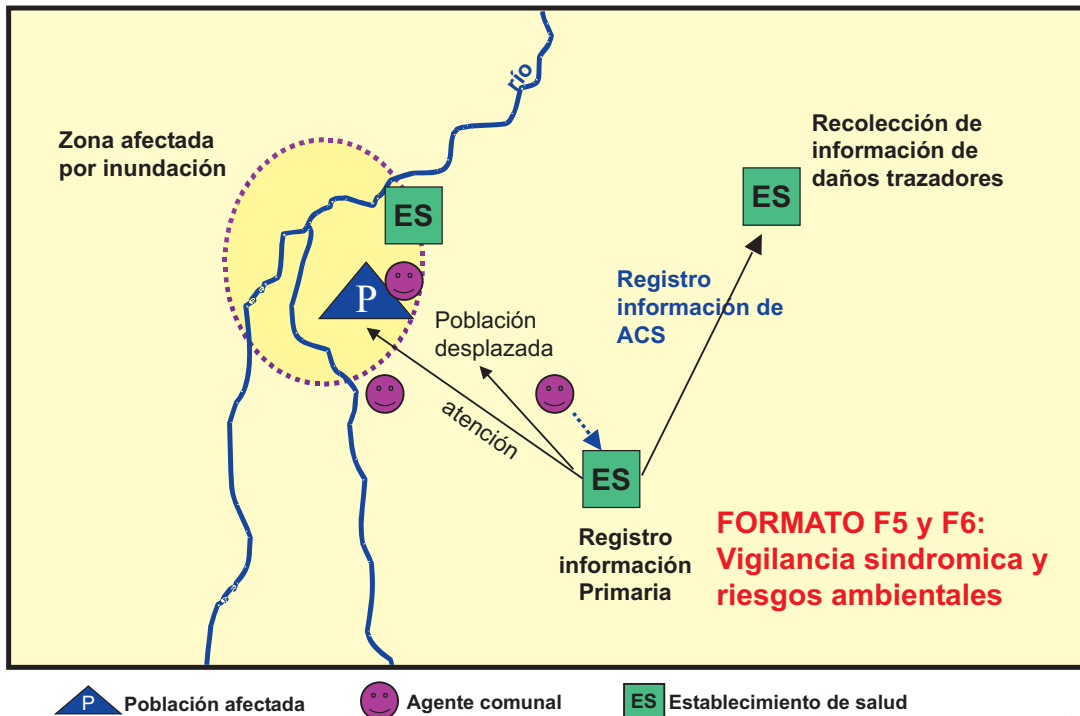 río
Zona afectada
por inundación
Recolección de
información de
daños trazadores
ES
ES
Registro
información de
ACS
P
Población
desplazada
atención
ES
Registro
información
Primaria
FORMATO F5 y F6:
Vigilancia sindromica y
riesgos ambientales
P Población afectada
Agente comunal
ES Establecimiento de salud